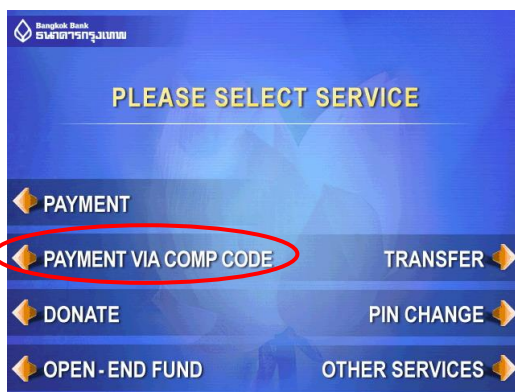 Bangkok Bank
ธนาคารกรุงเทพ
PLEASE SELECT SERVICE
PAYMENT
PAYMENT VIA COMP CODE
TRANSFER
DONATE
PIN CHANGE
OPEN-END FUND
OTHER SERVICES